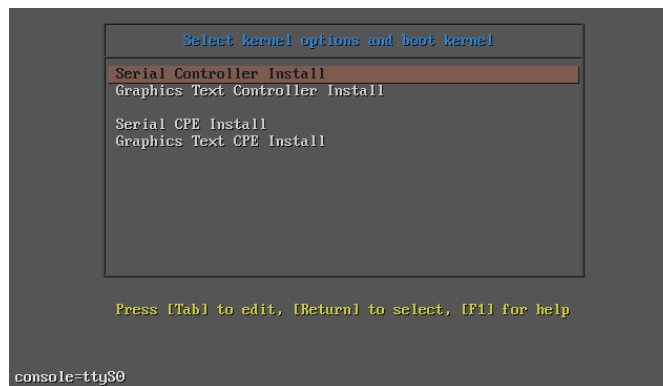 Select kernel options and boot kernel
Serial Controller Install
Graphics Text Controller Install
Serial CPE Install
Graphics Text CPE Install
Press [Tab] to edit, [Return] to select, [F1] for help
console=ttyS0